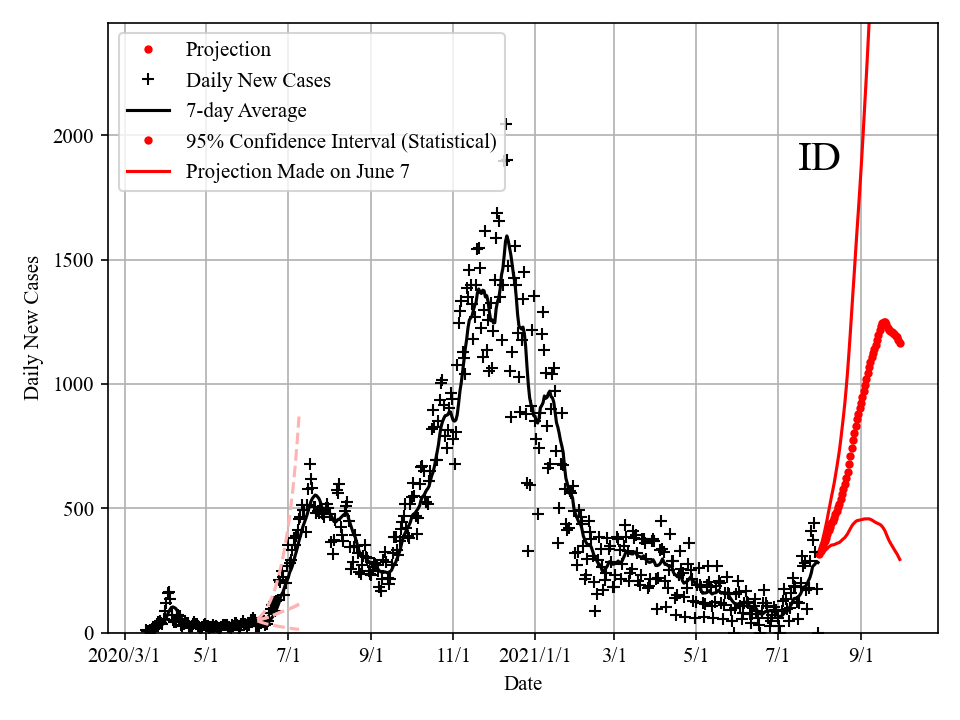 Projection
Daily New Cases
7-day Average
95% Confidence Interval (Statistical)
Projection Made on June 7
ID
Daily New Cases
2000
1500
1000
500
0
2020/3/1 5/1 7/1 9/1 11/1 2021/1/1 3/1 5/1 7/1 9/1
Date